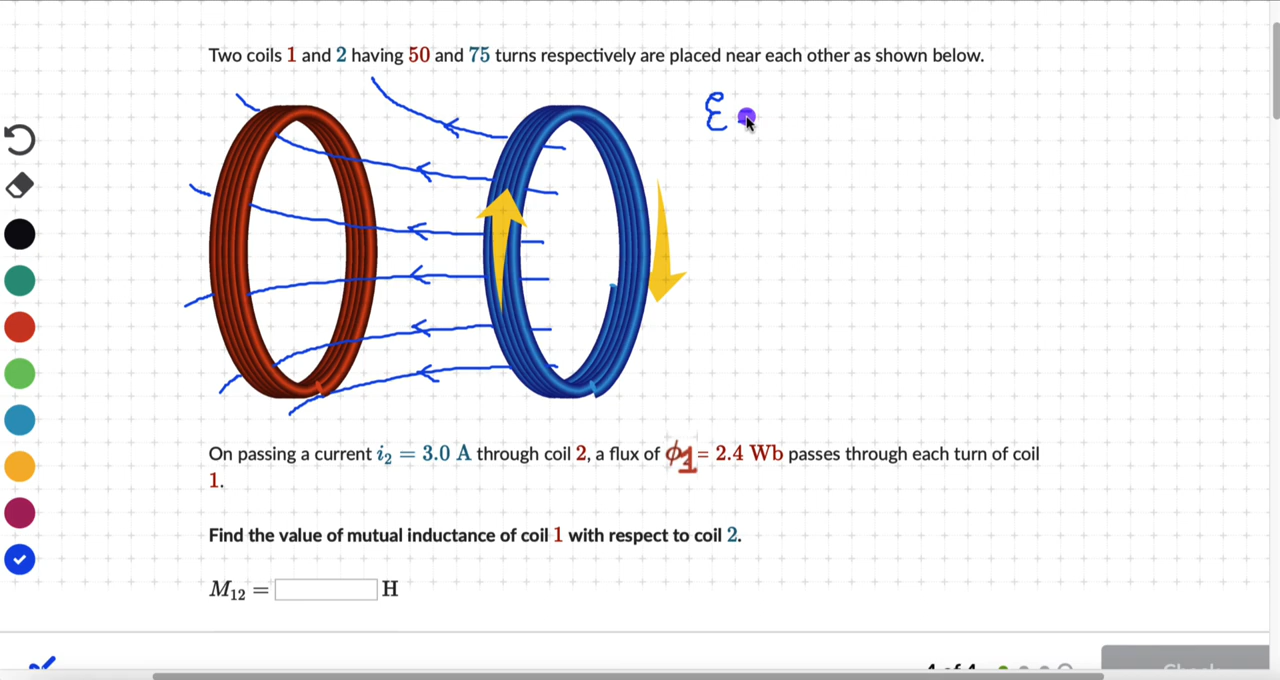 Two coils 1 and 2 having 50 and 75 turns respectively are placed near each other as shown below.
ε
On passing a current i₂ = 3.0 A through coil 2, a flux of ϕ₁ = 2.4 Wb passes through each turn of coil
1.
Find the value of mutual inductance of coil 1 with respect to coil 2.
M₁₂ = H